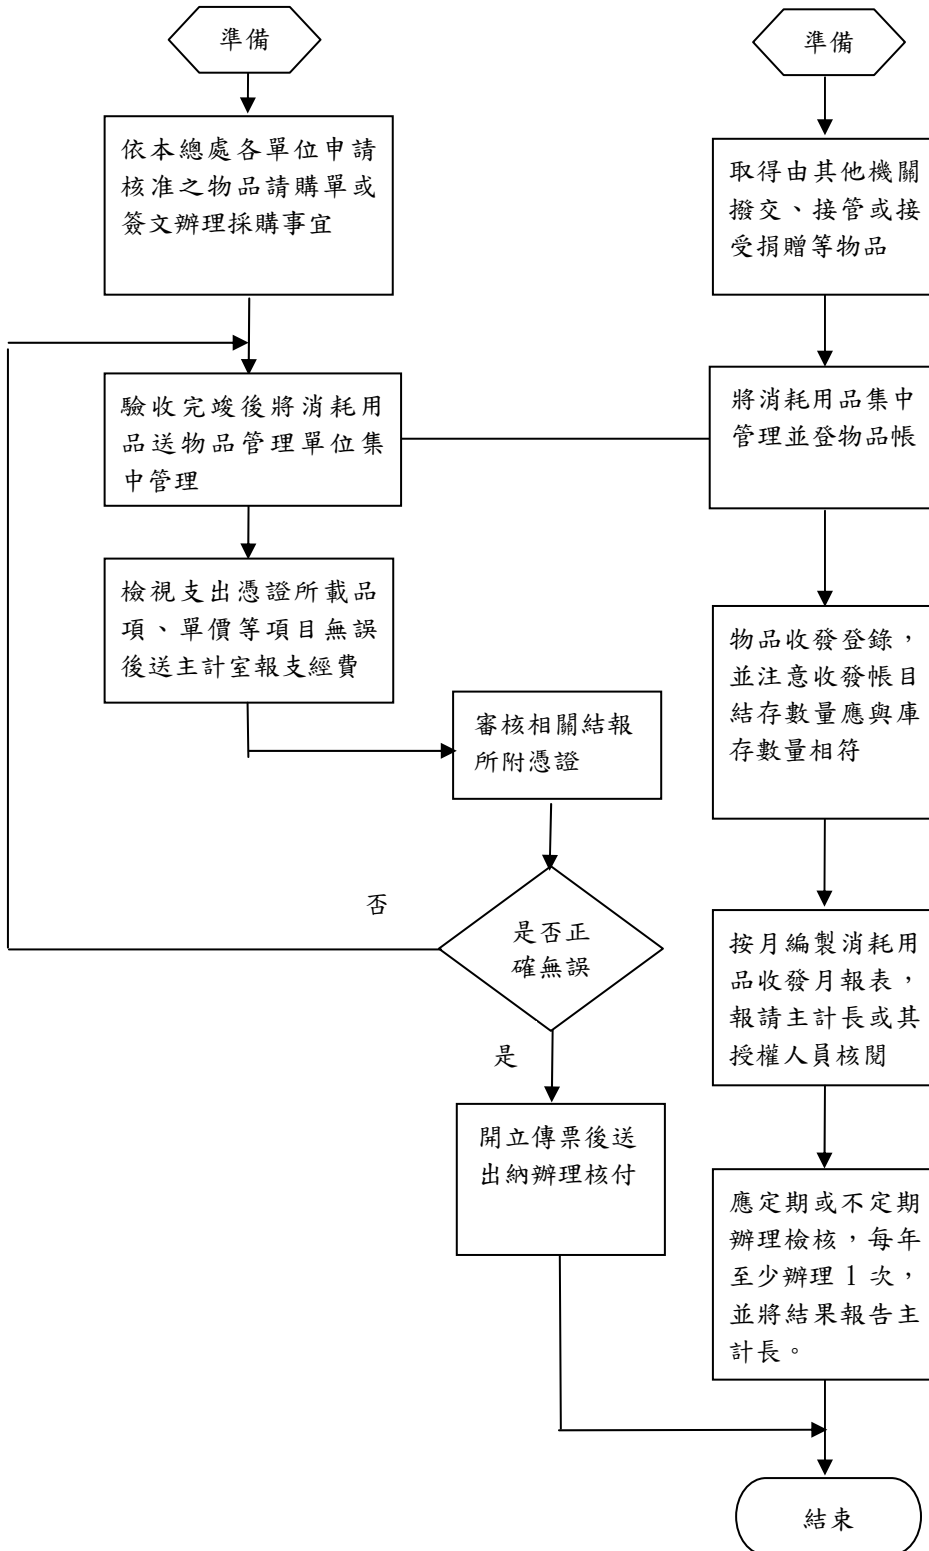 準備
依本總處各單位申請
核准之物品請購單或
簽文辦理採購事宜
驗收完竣後將消耗用
品送物品管理單位集
中管理
檢視支出憑證所載品
項、單價等項目無誤
後送主計室報支經費
審核相關結報
所附憑證
是否正
確無誤
否
是
開立傳票後送
出納辦理核付
準備
取得由其他機關
撥交、接管或接
受捐贈等物品
將消耗用品集中
管理並登物品帳
物品收發登錄，
並注意收發帳目
結存數量應與庫
存數量相符
按月編製消耗用
品收發月報表，
報請主計長或其
授權人員核閱
應定期或不定期
辦理檢核，每年
至少辦理 1 次，
並將結果報告主
計長。
結束